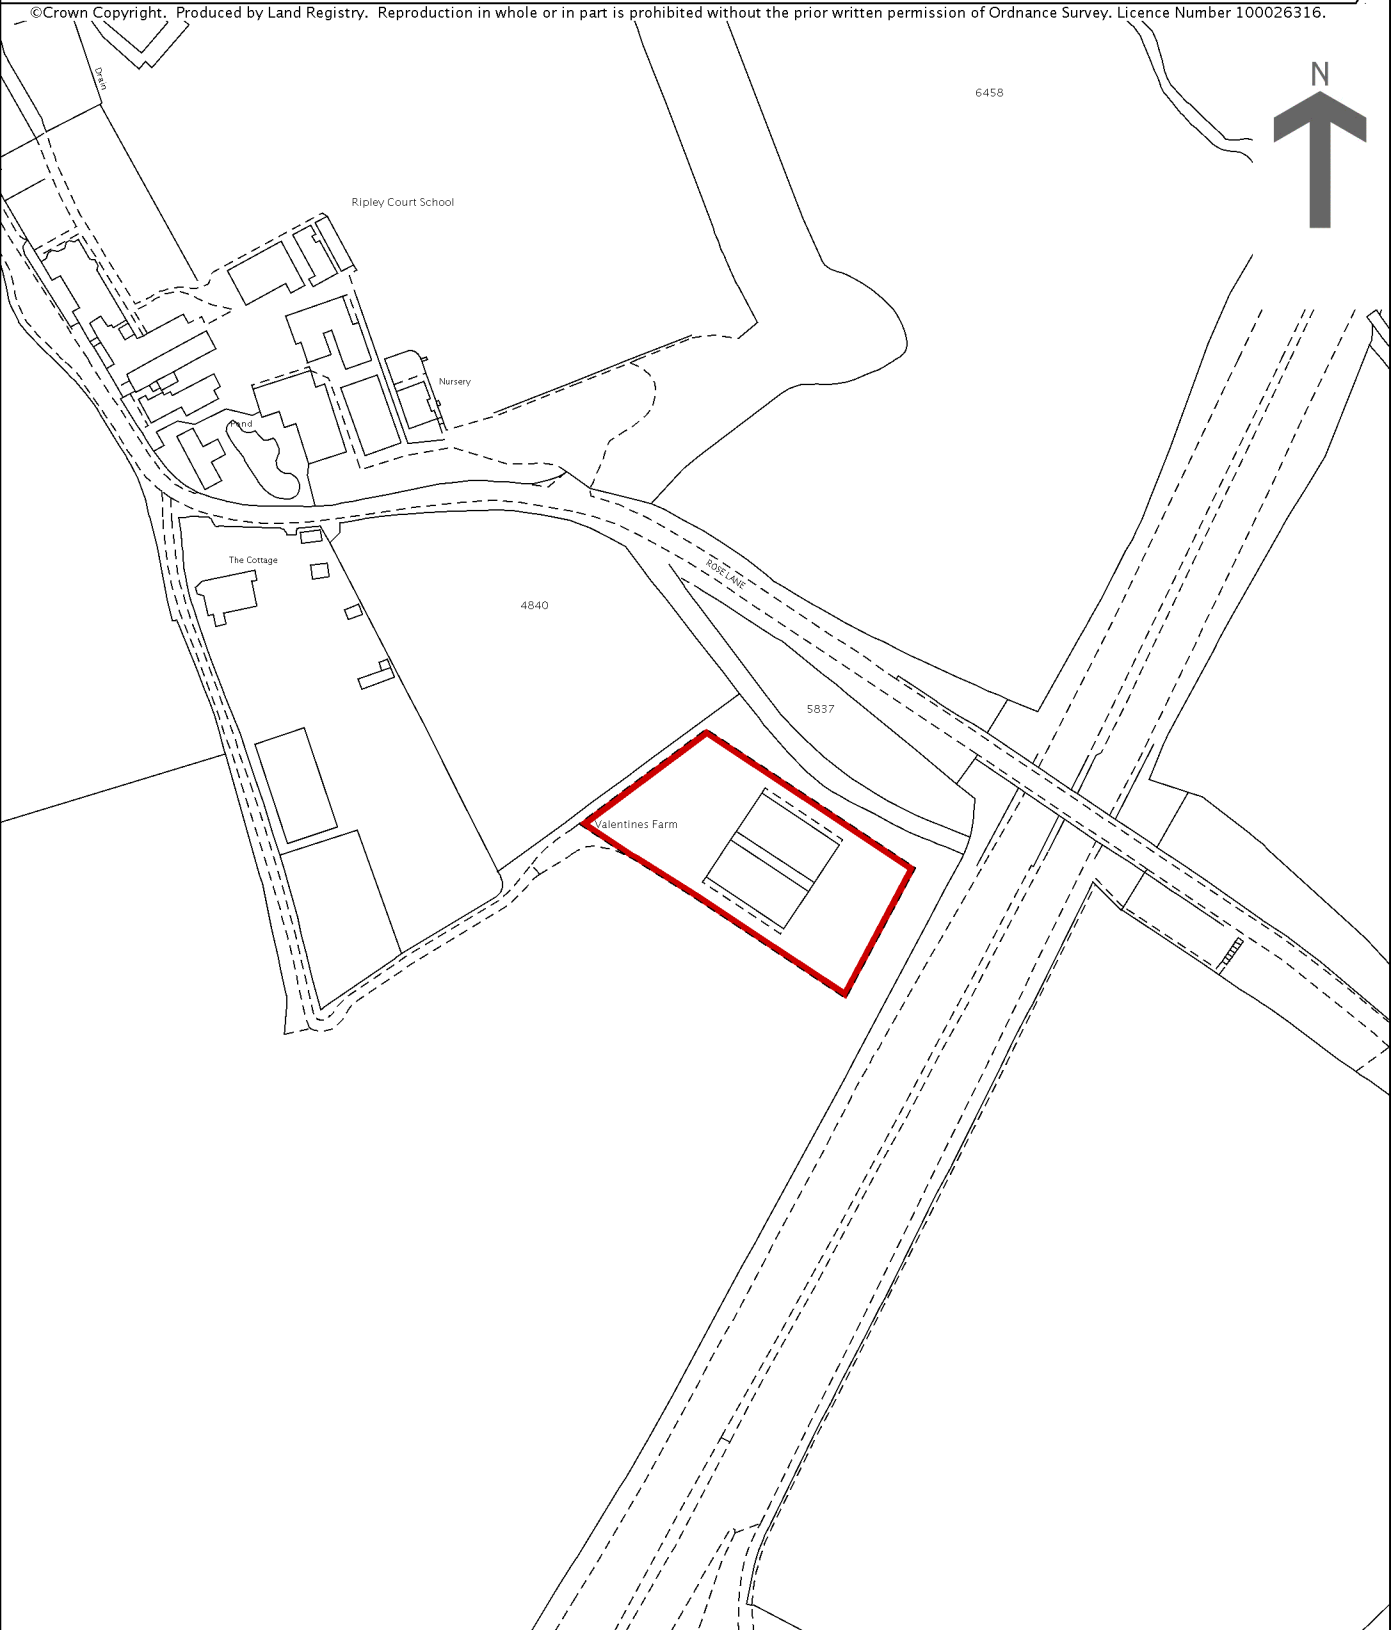 ©Crown Copyright. Produced by Land Registry. Reproduction in whole or in part is prohibited without the prior written permission of Ordnance Survey. Licence Number 100026316.
N
Drain
6458
Ripley Court School
Nursery
Pond
The Cottage
ROSE LANE
4840
5837
Valentines Farm